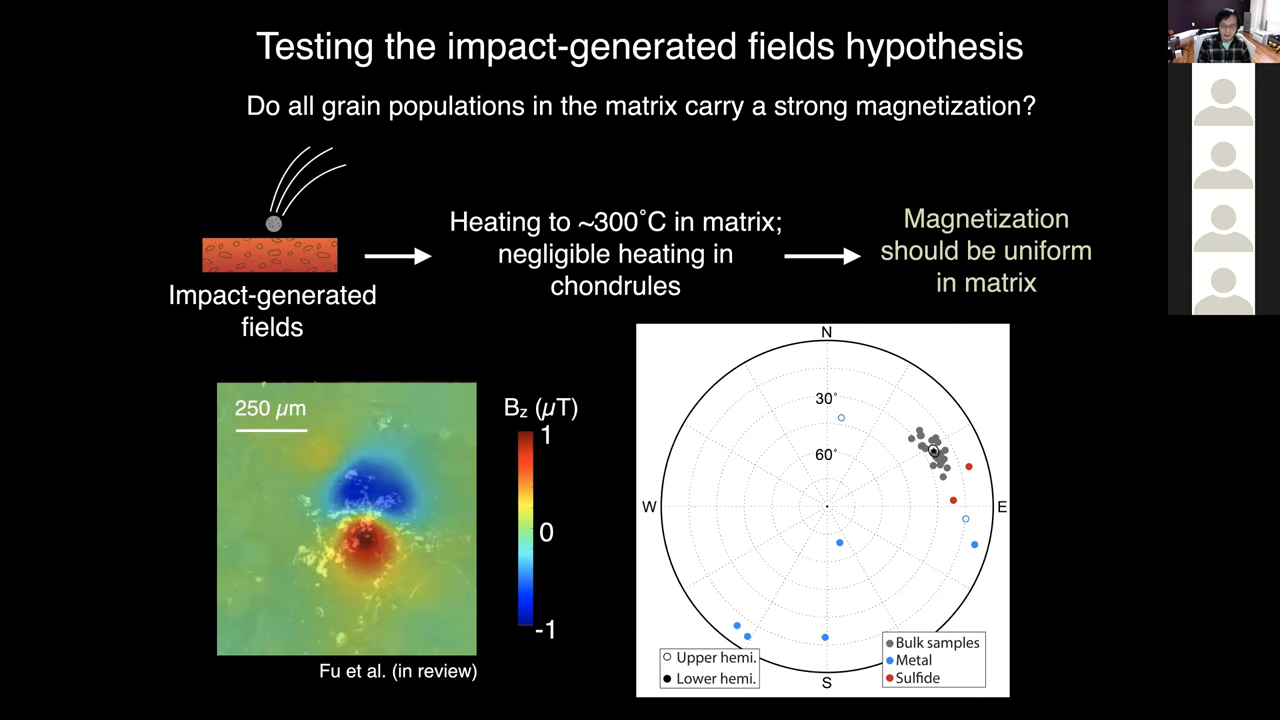 Testing the impact-generated fields hypothesis
Do all grain populations in the matrix carry a strong magnetization?
Impact-generated
fields
Heating to ~300˚C in matrix;
negligible heating in
chondrules
Magnetization
should be uniform
in matrix
250 µm
B_z (µT)
1
0
-1
Fu et al. (in review)
N
30°
60°
W
E
S
Upper hemi.
Lower hemi.
Bulk samples
Metal
Sulfide